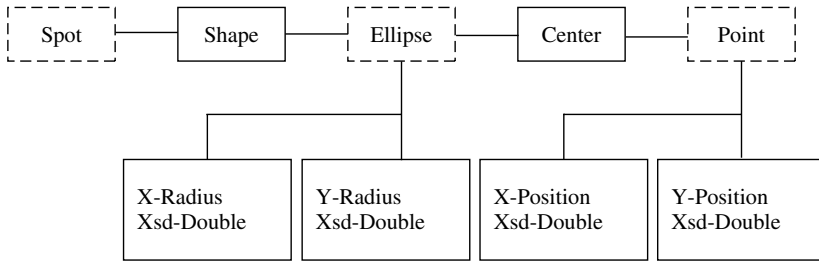 Spot
Shape
Ellipse
Center
Point
X-Radius
Xsd-Double
Y-Radius
Xsd-Double
X-Position
Xsd-Double
Y-Position
Xsd-Double